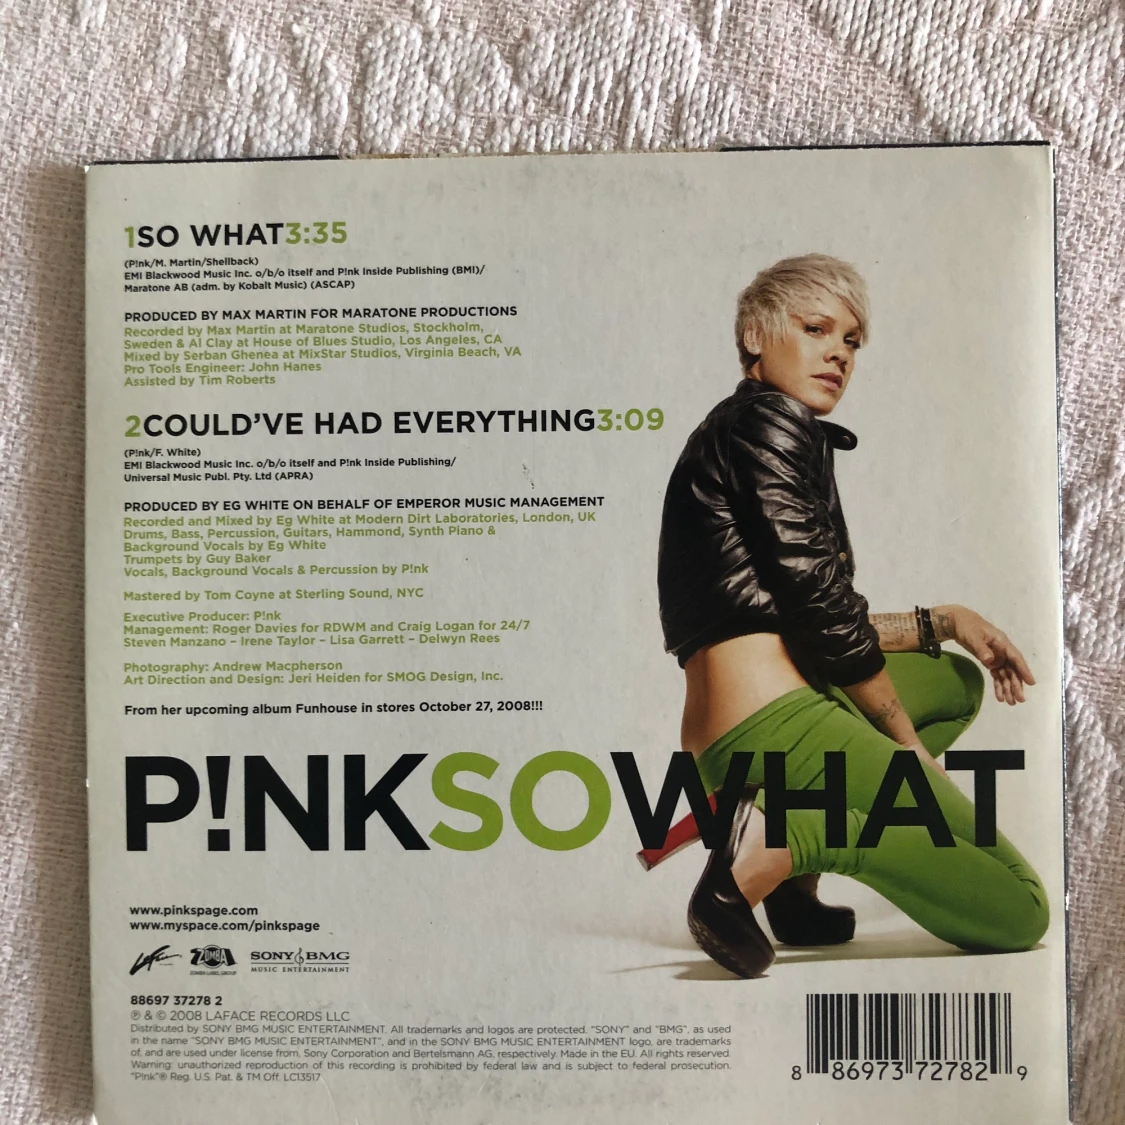 1SO WHAT3:35
(P!nk/M. Martin/Shellback)
EMI Blackwood Music Inc. o/b/o itself and P!nk Inside Publishing (BMI)/
Maratone AB (adm. by Kobalt Music) (ASCAP)
PRODUCED BY MAX MARTIN FOR MARATONE PRODUCTIONS
Recorded by Max Martin at Maratone Studios, Stockholm,
Sweden & Al Clay at House of Blues Studio, Los Angeles, CA
Mixed by Serban Ghenea at MixStar Studios, Virginia Beach, VA
Pro Tools Engineer: John Hanes
Assisted by Tim Roberts
2COULD'VE HAD EVERYTHING3:09
(P!nk/F. White)
EMI Blackwood Music Inc. o/b/o itself and P!nk Inside Publishing/
Universal Music Publ. Pty. Ltd (APRA)
PRODUCED BY EG WHITE ON BEHALF OF EMPEROR MUSIC MANAGEMENT
Recorded and Mixed by Eg White at Modern Dirt Laboratories, London, UK
Drums, Bass, Percussion, Guitars, Hammond, Synth Piano &
Background Vocals by Eg White
Trumpets by Guy Baker
Vocals, Background Vocals & Percussion by P!nk
Mastered by Tom Coyne at Sterling Sound, NYC
Executive Producer: P!nk
Management: Roger Davies for RDWM and Craig Logan for 24/7
Steven Manzano – Irene Taylor – Lisa Garrett – Delwyn Rees
Photography: Andrew Macpherson
Art Direction and Design: Jeri Heiden for SMOG Design, Inc.
From her upcoming album Funhouse in stores October 27, 2008!!!
P!NKSOWHAT
www.pinkspage.com
www.myspace.com/pinkspage
LaFace
ZOMBA
ZOMBA LABEL GROUP
SONY BMG
MUSIC ENTERTAINMENT
88697 37278 2
℗ & © 2008 LAFACE RECORDS LLC
Distributed by SONY BMG MUSIC ENTERTAINMENT. All trademarks and logos are protected. "SONY" and "BMG", as used
in the name "SONY BMG MUSIC ENTERTAINMENT", and in the SONY BMG MUSIC ENTERTAINMENT logo, are trademarks
of, and are used under license from, Sony Corporation and Bertelsmann AG, respectively. Made in the EU. All rights reserved.
Warning: unauthorized reproduction of this recording is prohibited by federal law and is subject to federal prosecution.
"P!nk"® Reg. U.S. Pat. & TM Off. LC13517
8 86973 72782 9